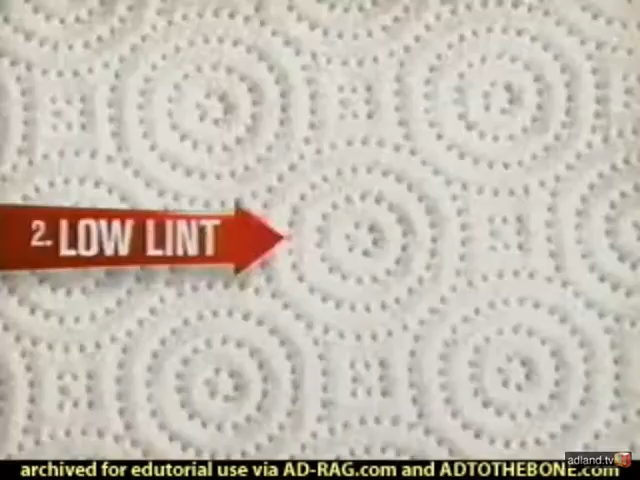 2. LOW LINT
adland.tv
archived for edutorial use via AD-RAG.com and ADTOTHEBONE.com